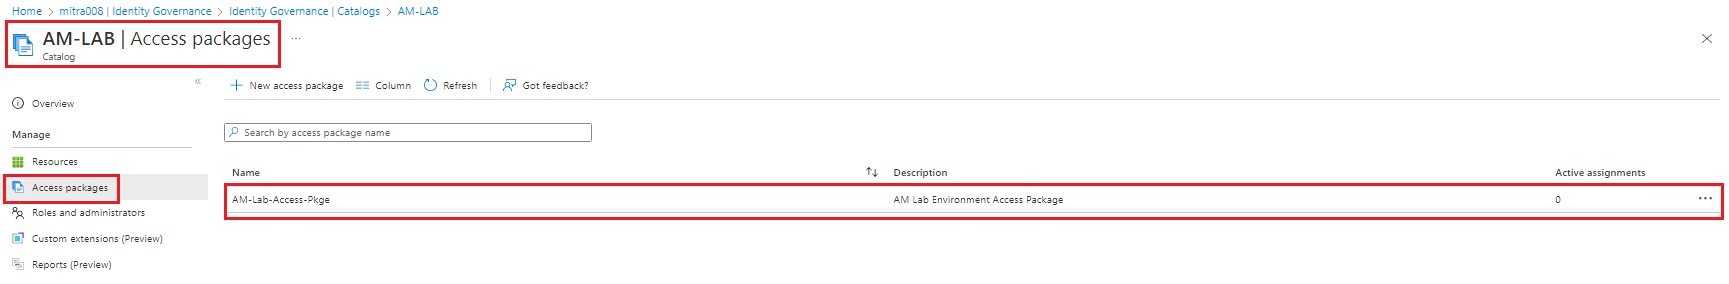 Home > mitra008 | Identity Governance > Identity Governance | Catalogs > AM-LAB
AM-LAB | Access packages ...
Catalog
«
New access package Column Refresh Got feedback?
Overview
Manage
Resources
Access packages
Roles and administrators
Custom extensions (Preview)
Reports (Preview)
Search by access package name
Name Description Active assignments
AM-Lab-Access-Pkge AM Lab Environment Access Package 0 ...